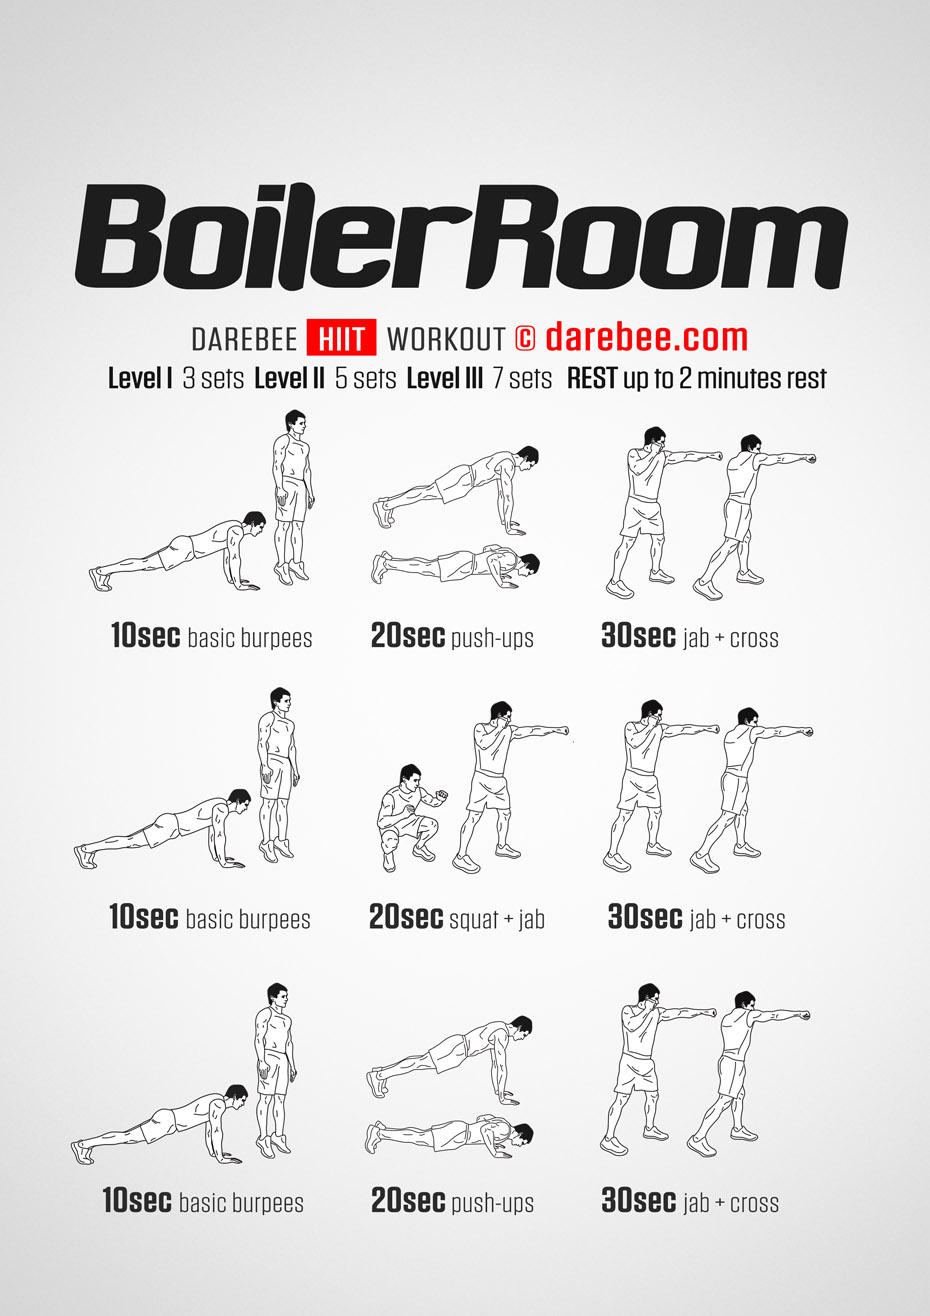 BoilerRoom
DAREBEE HIIT WORKOUT © darebee.com
Level I 3 sets Level II 5 sets Level III 7 sets REST up to 2 minutes rest
10sec basic burpees 20sec push-ups 30sec jab + cross
10sec basic burpees 20sec squat + jab 30sec jab + cross
10sec basic burpees 20sec push-ups 30sec jab + cross